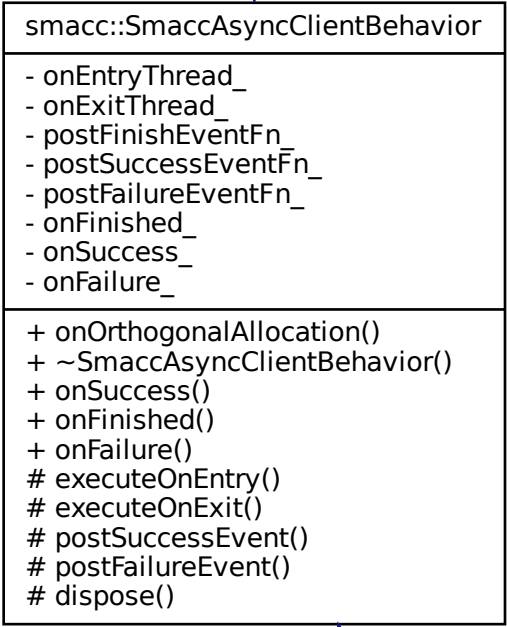 smacc::SmaccAsyncClientBehavior
- onEntryThread_
- onExitThread_
- postFinishEventFn_
- postSuccessEventFn_
- postFailureEventFn_
- onFinished_
- onSuccess_
- onFailure_
+ onOrthogonalAllocation()
+ ~SmaccAsyncClientBehavior()
+ onSuccess()
+ onFinished()
+ onFailure()
# executeOnEntry()
# executeOnExit()
# postSuccessEvent()
# postFailureEvent()
# dispose()